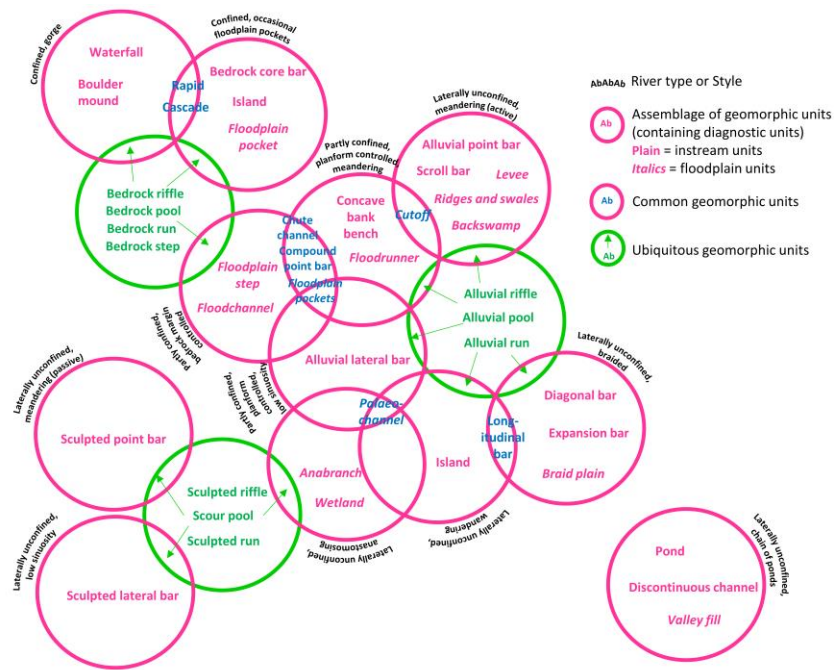 Confined, gorge
Waterfall
Boulder
mound
Confined, occasional
floodplain pockets
Rapid
Cascade
Bedrock core bar
Island
Floodplain
pocket
Bedrock riffle
Bedrock pool
Bedrock run
Bedrock step
Laterally unconfined,
meandering (active)
Alluvial point bar
Scroll bar
Levee
Ridges and swales
Backswamp
Partly confined,
planform controlled,
meandering
Concave
bank
bench
Floodrunner
Cutoff
Chute
channel
Compound
point bar
Floodplain
pockets
Floodplain
step
Floodchannel
Partly confined,
bedrock margin
controlled
Alluvial riffle
Alluvial pool
Alluvial run
Alluvial lateral bar
Partly confined,
planform
controlled,
low sinuosity
Laterally unconfined,
braided
Diagonal bar
Expansion bar
Braid plain
Long-
itudinal
bar
Palaeo-
channel
Island
Laterally unconfined,
wandering
Anabranch
Wetland
Laterally unconfined,
anastomosing
Laterally unconfined,
meandering (passive)
Sculpted point bar
Sculpted riffle
Scour pool
Sculpted run
Laterally unconfined,
low sinuosity
Sculpted lateral bar
Laterally unconfined,
chain of ponds
Pond
Discontinuous channel
Valley fill
AbAbAb River type or Style
Ab Assemblage of geomorphic units
(containing diagnostic units)
Plain = instream units
Italics = floodplain units
Ab Common geomorphic units
Ab Ubiquitous geomorphic units